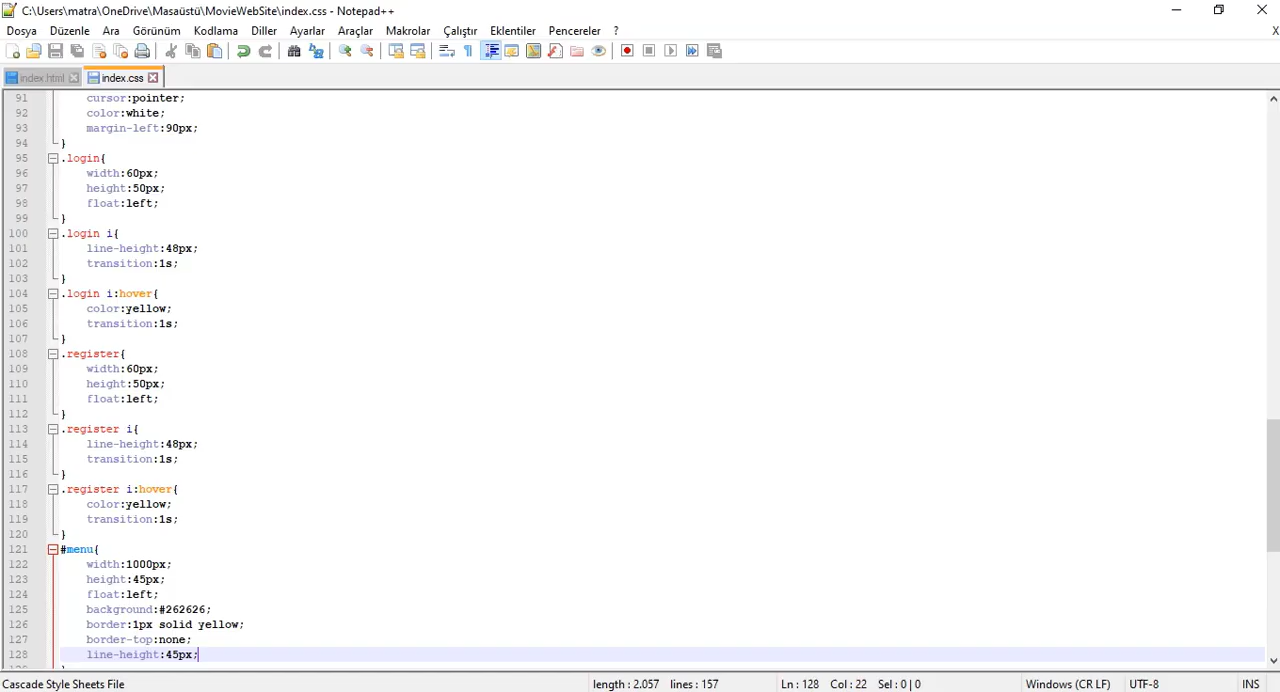 C:\Users\matra\OneDrive\Masaüstü\MovieWebSite\index.css - Notepad++
Dosya Düzenle Ara Görünüm Kodlama Diller Ayarlar Araçlar Makrolar Çalıştır Eklentiler Pencereler ? X
index.html index.css
91 cursor:pointer;
92 color:white;
93 margin-left:90px;
94 }
95 .login{
96 width:60px;
97 height:50px;
98 float:left;
99 }
100 .login i{
101 line-height:48px;
102 transition:1s;
103 }
104 .login i:hover{
105 color:yellow;
106 transition:1s;
107 }
108 .register{
109 width:60px;
110 height:50px;
111 float:left;
112 }
113 .register i{
114 line-height:48px;
115 transition:1s;
116 }
117 .register i:hover{
118 color:yellow;
119 transition:1s;
120 }
121 #menu{
122 width:1000px;
123 height:45px;
124 float:left;
125 background:#262626;
126 border:1px solid yellow;
127 border-top:none;
128 line-height:45px;
Cascade Style Sheets File length : 2.057 lines : 157 Ln : 128 Col : 22 Sel : 0 | 0 Windows (CR LF) UTF-8 INS